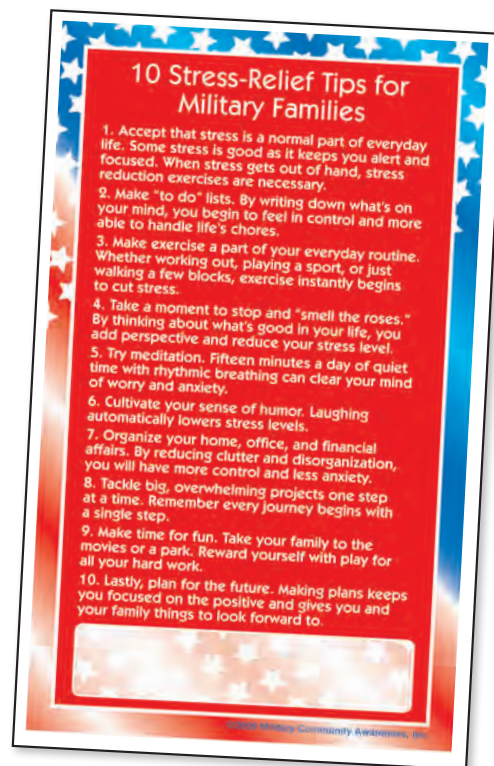 10 Stress-Relief Tips for
Military Families
1. Accept that stress is a normal part of everyday
life. Some stress is good as it keeps you alert and
focused. When stress gets out of hand, stress
reduction exercises are necessary.
2. Make "to do" lists. By writing down what's on
your mind, you begin to feel in control and more
able to handle life's chores.
3. Make exercise a part of your everyday routine.
Whether working out, playing a sport, or just
walking a few blocks, exercise instantly begins
to cut stress.
4. Take a moment to stop and "smell the roses."
By thinking about what's good in your life, you
add perspective and reduce your stress level.
5. Try meditation. Fifteen minutes a day of quiet
time with rhythmic breathing can clear your mind
of worry and anxiety.
6. Cultivate your sense of humor. Laughing
automatically lowers stress levels.
7. Organize your home, office, and financial
affairs. By reducing clutter and disorganization,
you will have more control and less anxiety.
8. Tackle big, overwhelming projects one step
at a time. Remember every journey begins with
a single step.
9. Make time for fun. Take your family to the
movies or a park. Reward yourself with play for
all your hard work.
10. Lastly, plan for the future. Making plans keeps
you focused on the positive and gives you and
your family things to look forward to.
Military Community Awareness, Inc.